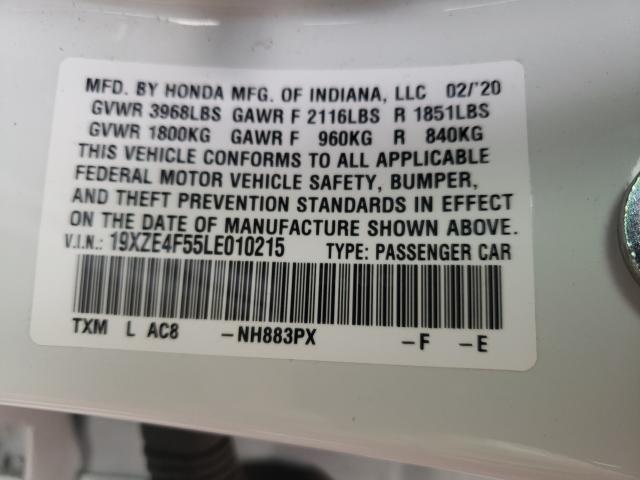 MFD. BY HONDA MFG. OF INDIANA, LLC 02/'20
GVWR 3968LBS GAWR F 2116LBS R 1851LBS
GVWR 1800KG GAWR F 960KG R 840KG
THIS VEHICLE CONFORMS TO ALL APPLICABLE
FEDERAL MOTOR VEHICLE SAFETY, BUMPER,
AND THEFT PREVENTION STANDARDS IN EFFECT
ON THE DATE OF MANUFACTURE SHOWN ABOVE.
V.I.N.: 19XZE4F55LE010215 TYPE: PASSENGER CAR
TXM L AC8 -NH883PX -F -E